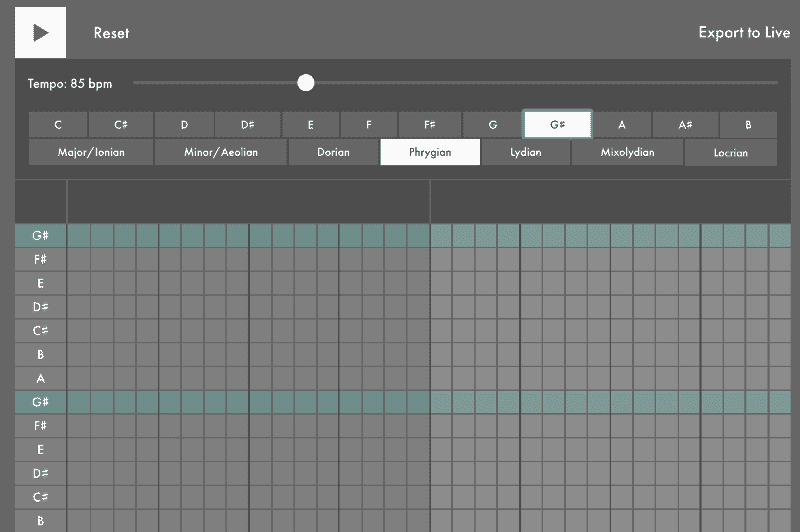 Reset
Export to Live
Tempo: 85 bpm
C C♯ D D♯ E F F♯ G G♯ A A♯ B
Major/Ionian Minor/Aeolian Dorian Phrygian Lydian Mixolydian Locrian
G♯
F♯
E
D♯
C♯
B
A
G♯
F♯
E
D♯
C♯
B